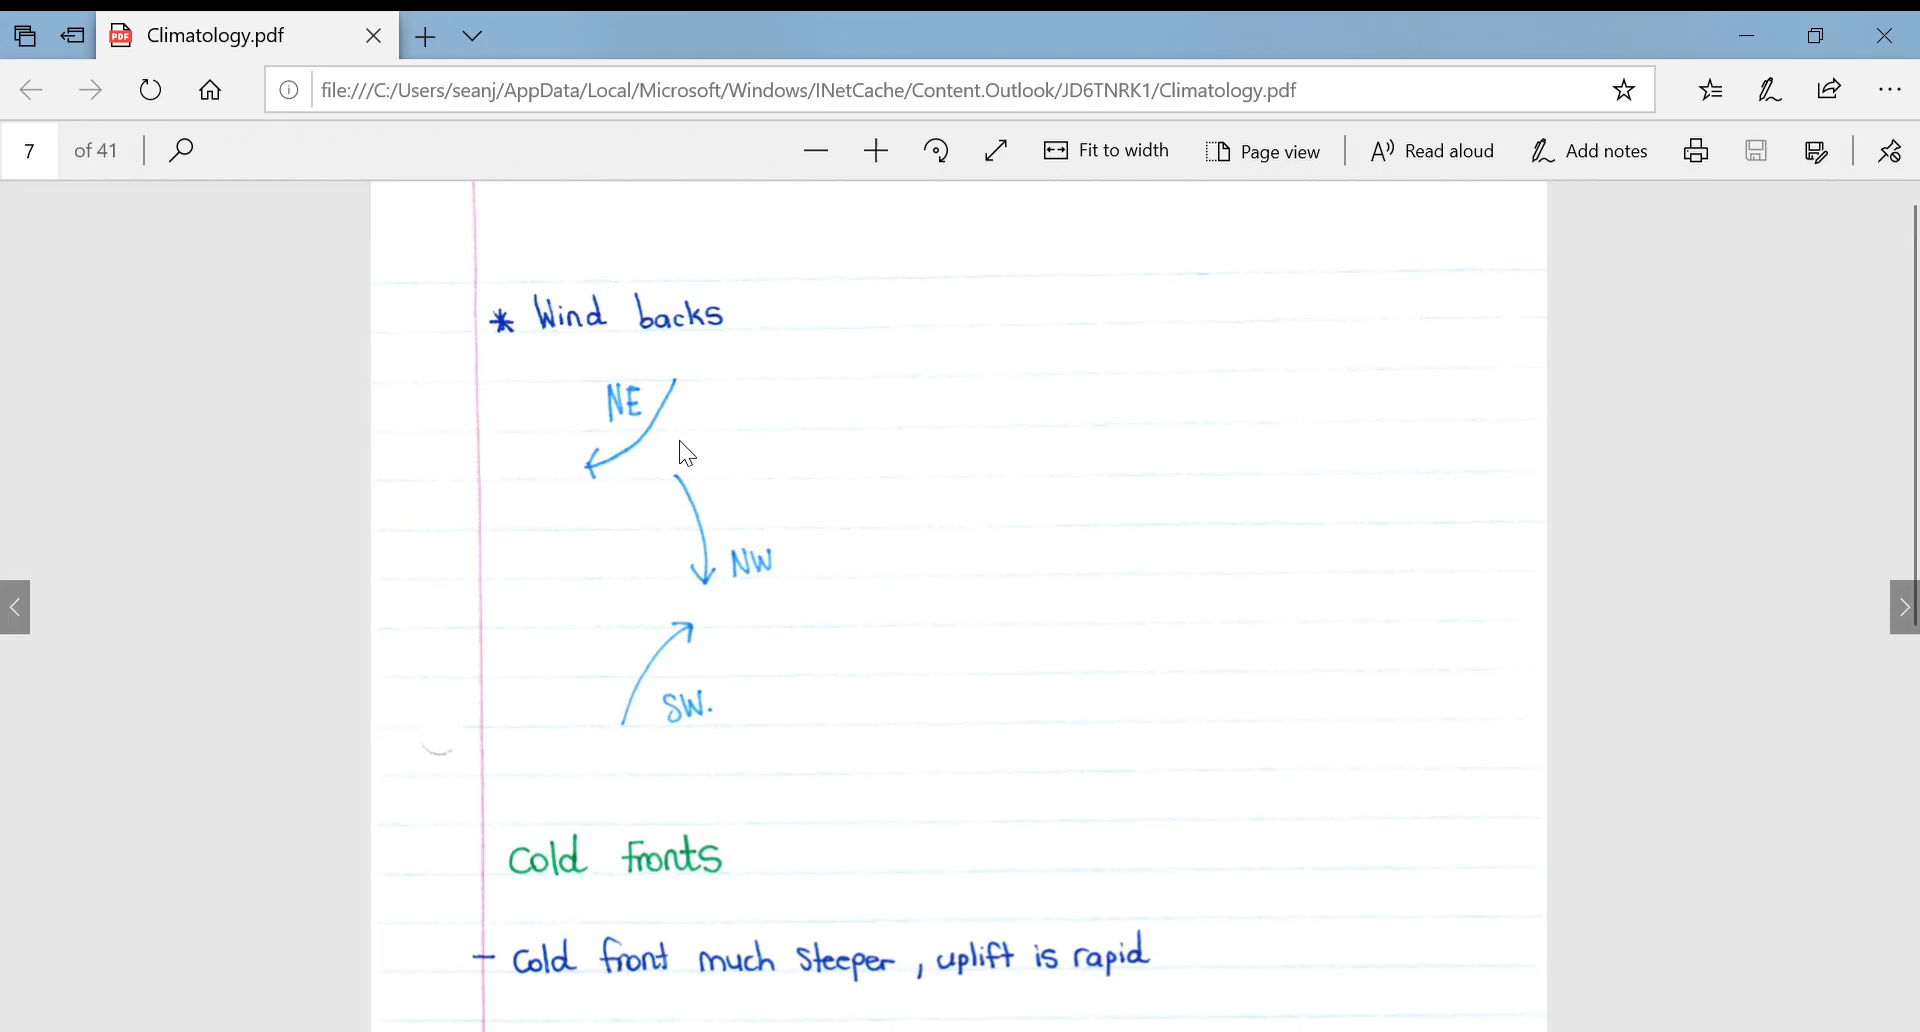 Climatology.pdf
file:///C:/Users/seanj/AppData/Local/Microsoft/Windows/INetCache/Content.Outlook/JD6TNRK1/Climatology.pdf
7 of 41 Fit to width Page view Read aloud Add notes
* Wind backs
NE
NW
SW.
Cold fronts
- Cold front much steeper, uplift is rapid